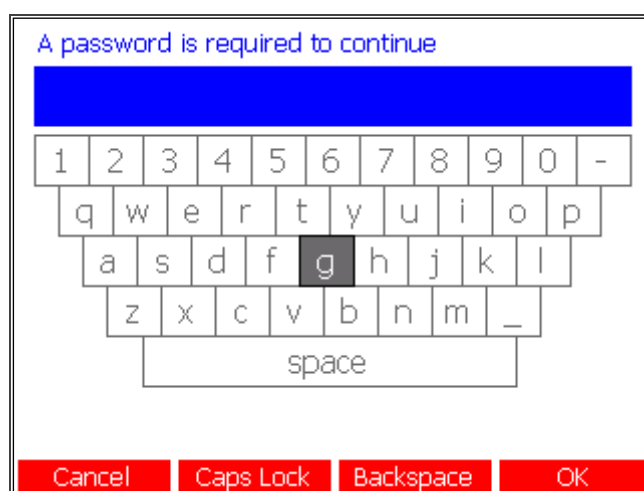 A password is required to continue
1 2 3 4 5 6 7 8 9 0 -
q w e r t y u i o p
a s d f g h j k l
z x c v b n m _
space
Cancel Caps Lock Backspace OK